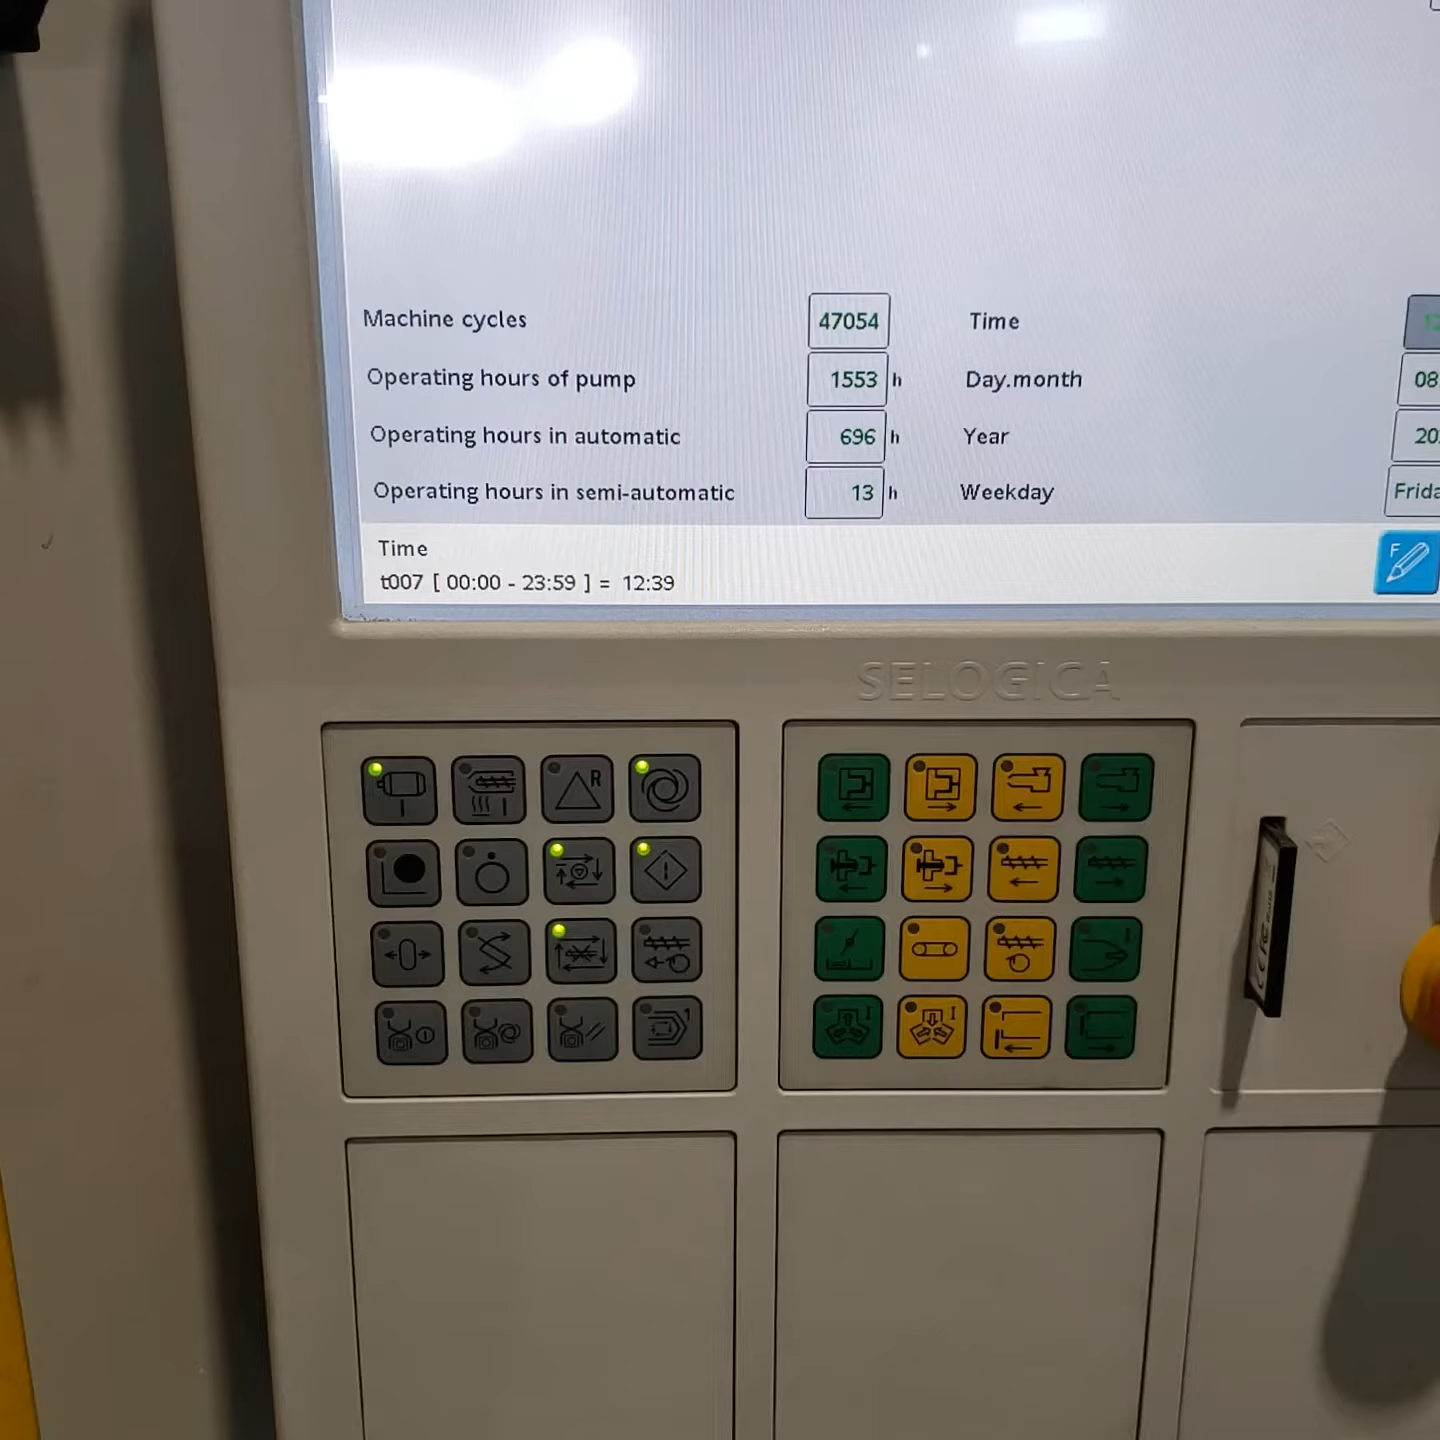 Machine cycles 47054 Time
Operating hours of pump 1553 h Day.month 08
Operating hours in automatic 696 h Year 20
Operating hours in semi-automatic 13 h Weekday Frida
Time
t007 [ 00:00 - 23:59 ] = 12:39
F
SELOGICA
R
1
I
I